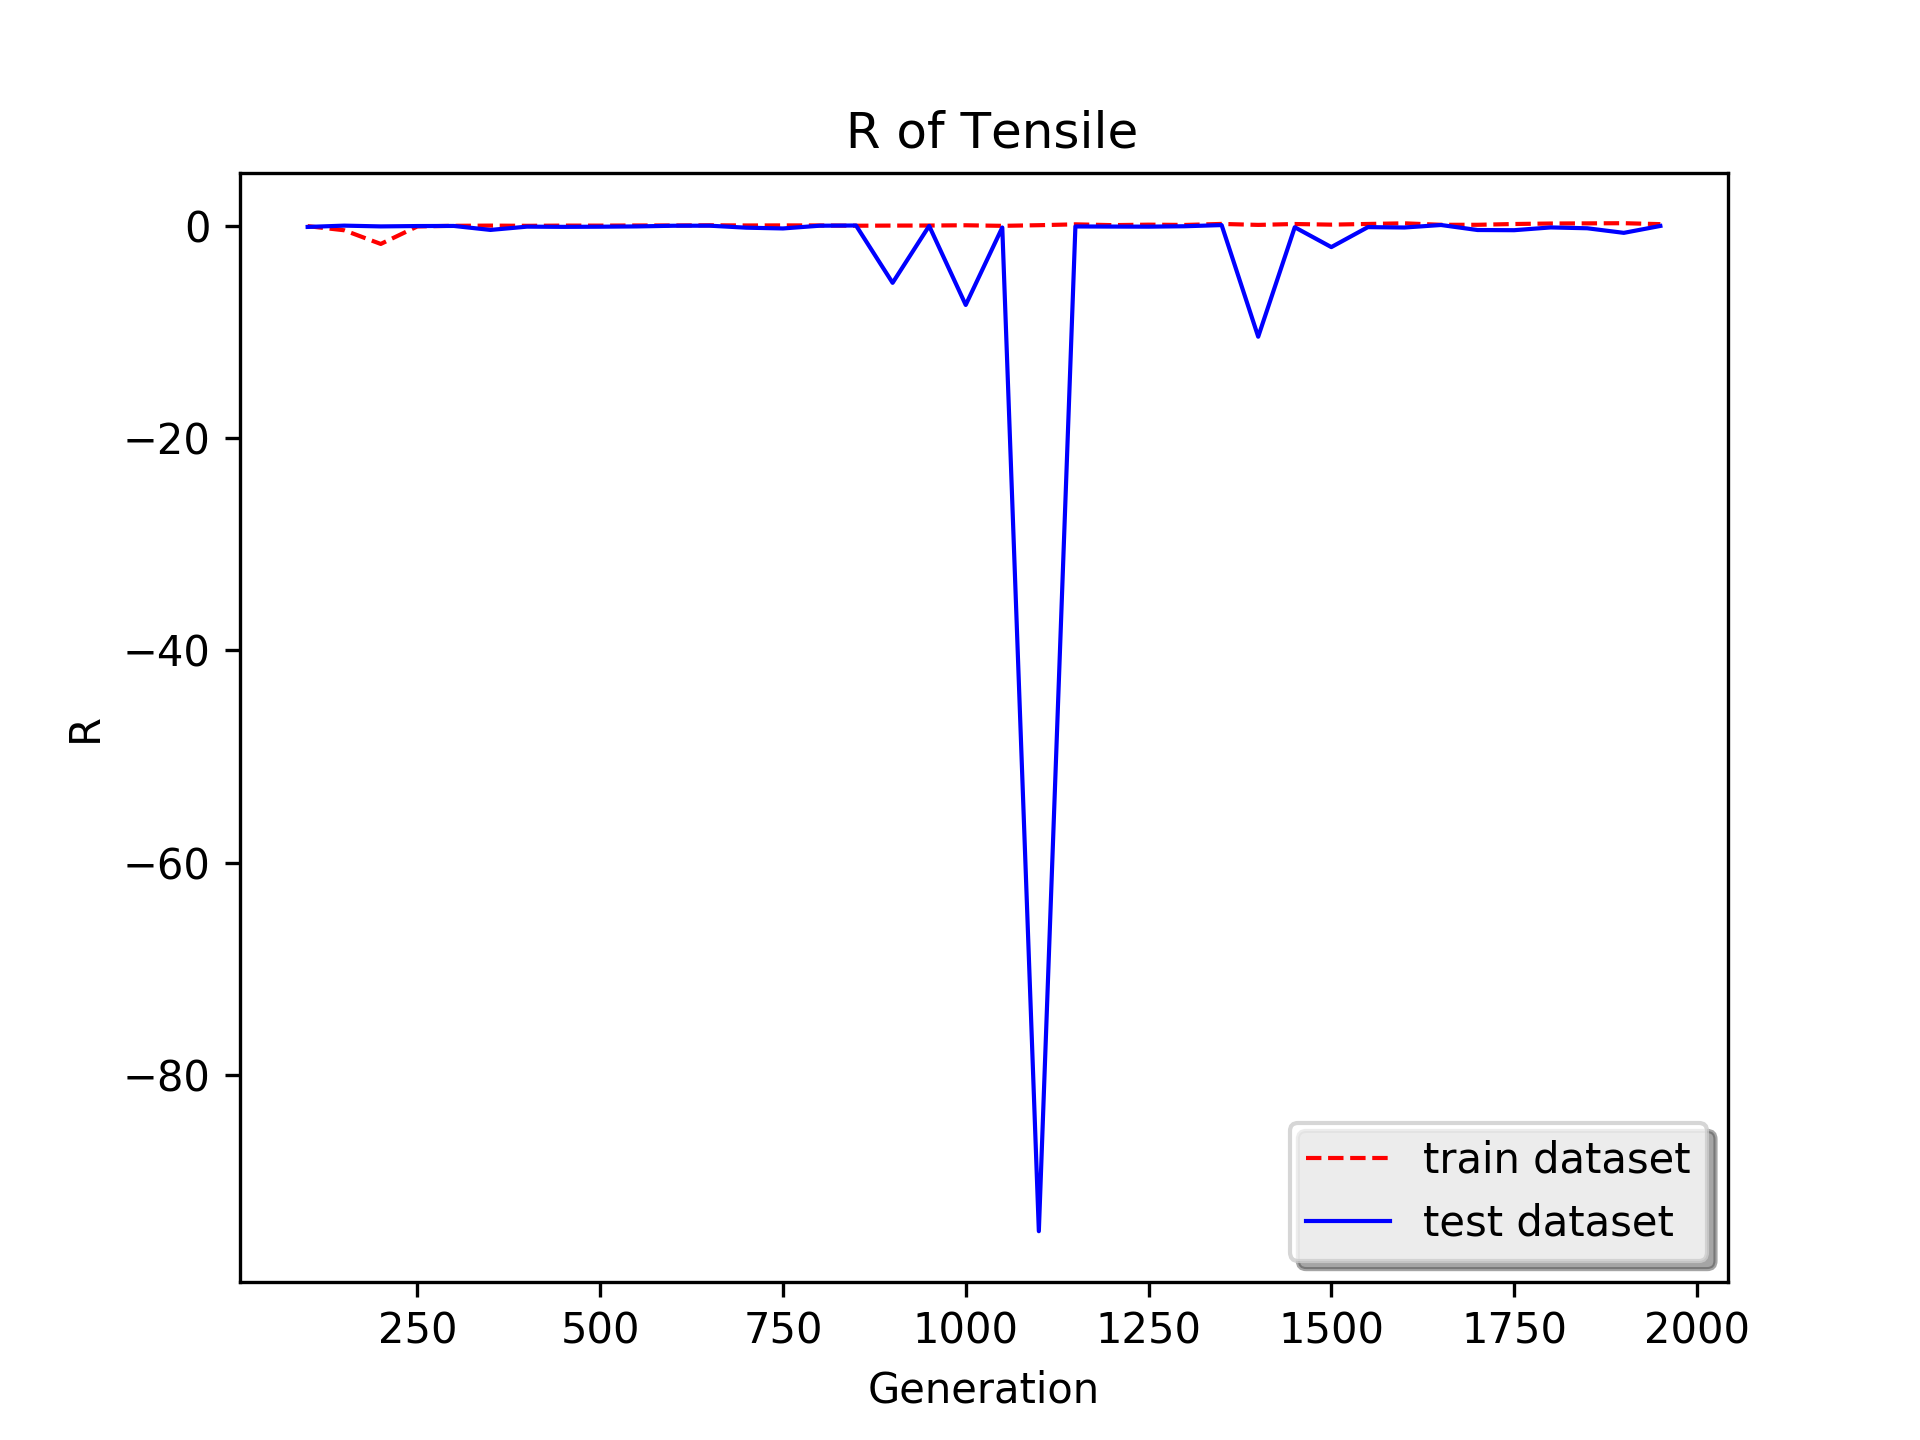 R of Tensile
0
−20
−40
−60
−80
R
train dataset
test dataset
250 500 750 1000 1250 1500 1750 2000
Generation